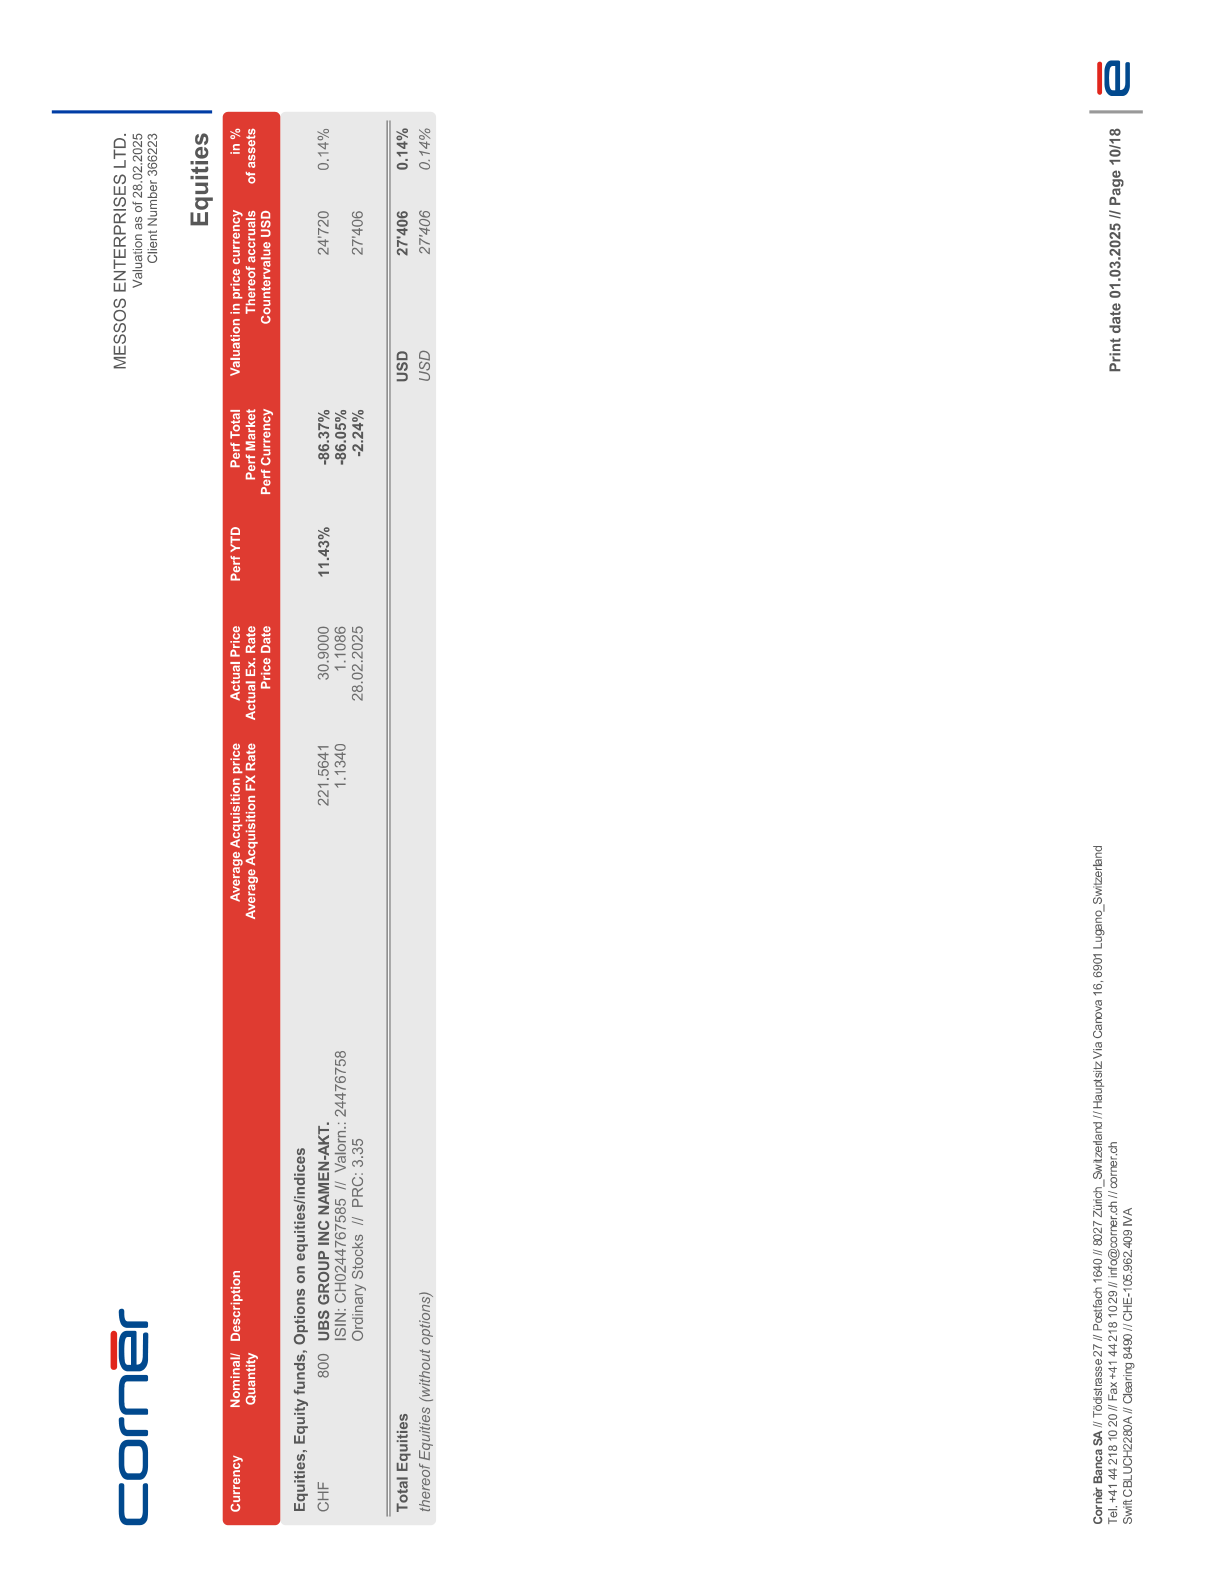 cornèr
MESSOS ENTERPRISES LTD.
Valuation as of 28.02.2025
Client Number 366223
Equities
Currency Nominal/ Description Average Acquisition price Actual Price Perf YTD Perf Total Valuation in price currency in %
Quantity Average Acquisition FX Rate Actual Ex. Rate Perf Market Thereof accruals of assets
Price Date Perf Currency Countervalue USD
Equities, Equity funds, Options on equities/indices
CHF 800 UBS GROUP INC NAMEN-AKT. 221.5641 30.9000 11.43% -86.37% 24'720 0.14%
ISIN: CH0244767585 // Valorn.: 24476758 1.1340 1.1086 -86.05%
Ordinary Stocks // PRC: 3.35 28.02.2025 -2.24% 27'406
Total Equities USD 27'406 0.14%
thereof Equities (without options) USD 27'406 0.14%
Cornèr Banca SA // Tödistrasse 27 // Postfach 1640 // 8027 Zürich_Switzerland // Hauptsitz Via Canova 16, 6901 Lugano_Switzerland
Tel. +41 44 218 10 20 // Fax +41 44 218 10 29 // info@corner.ch // corner.ch
Swift CBLUCH2280A // Clearing 8490 // CHE-105.962.409 IVA
Print date 01.03.2025 // Page 10/18
è